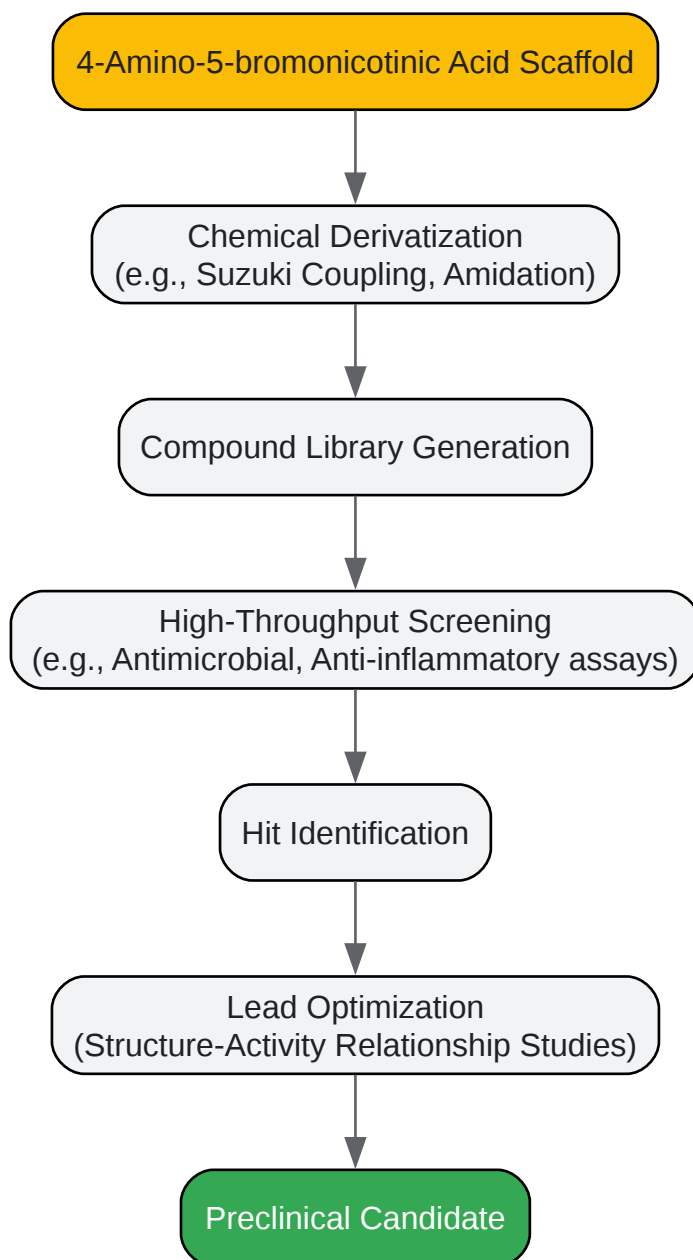 4-Amino-5-bromonicotinic Acid Scaffold
Chemical Derivatization
(e.g., Suzuki Coupling, Amidation)
Compound Library Generation
High-Throughput Screening
(e.g., Antimicrobial, Anti-inflammatory assays)
Hit Identification
Lead Optimization
(Structure-Activity Relationship Studies)
Preclinical Candidate